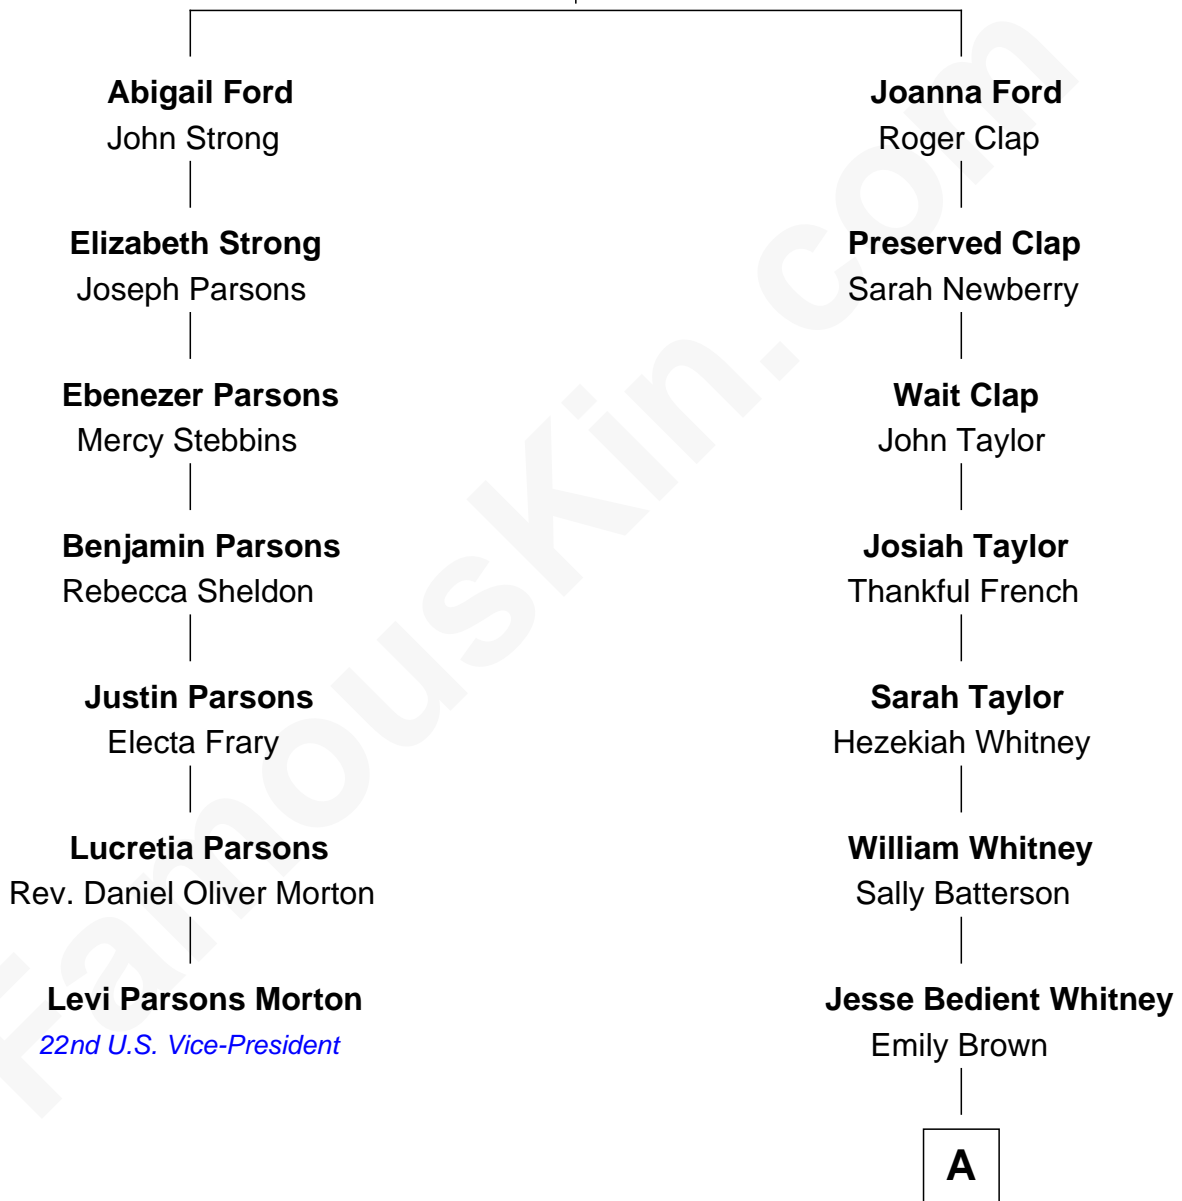 Abigail Ford
John Strong
Elizabeth Strong
Joseph Parsons
Ebenezer Parsons
Mercy Stebbins
Benjamin Parsons
Rebecca Sheldon
Justin Parsons
Electa Frary
Lucretia Parsons
Rev. Daniel Oliver Morton
Levi Parsons Morton
22nd U.S. Vice-President
Joanna Ford
Roger Clap
Preserved Clap
Sarah Newberry
Wait Clap
John Taylor
Josiah Taylor
Thankful French
Sarah Taylor
Hezekiah Whitney
William Whitney
Sally Batterson
Jesse Bedient Whitney
Emily Brown
A
FamousKin.com